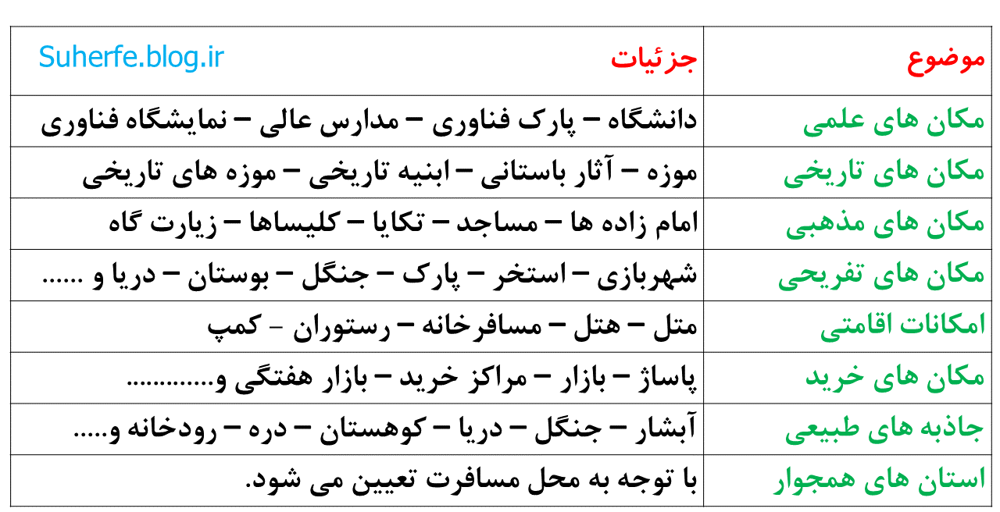 موضوع جزئیات Suherfe.blog.ir
مکان های علمی دانشگاه – پارک فناوری – مدارس عالی – نمایشگاه فناوری
مکان های تاریخی موزه – آثار باستانی – ابنیه تاریخی – موزه های تاریخی
مکان های مذهبی امام زاده ها – مساجد – تکایا – کلیساها – زیارت گاه
مکان های تفریحی شهربازی – استخر – پارک – جنگل – بوستان – دریا و ......
امکانات اقامتی متل – هتل – مسافرخانه – رستوران – کمپ
مکان های خرید پاساژ – بازار – مراکز خرید – بازار هفتگی و.............
جاذبه های طبیعی آبشار – جنگل – دریا – کوهستان – دره – رودخانه و.....
استان های همجوار با توجه به محل مسافرت تعیین می شود.